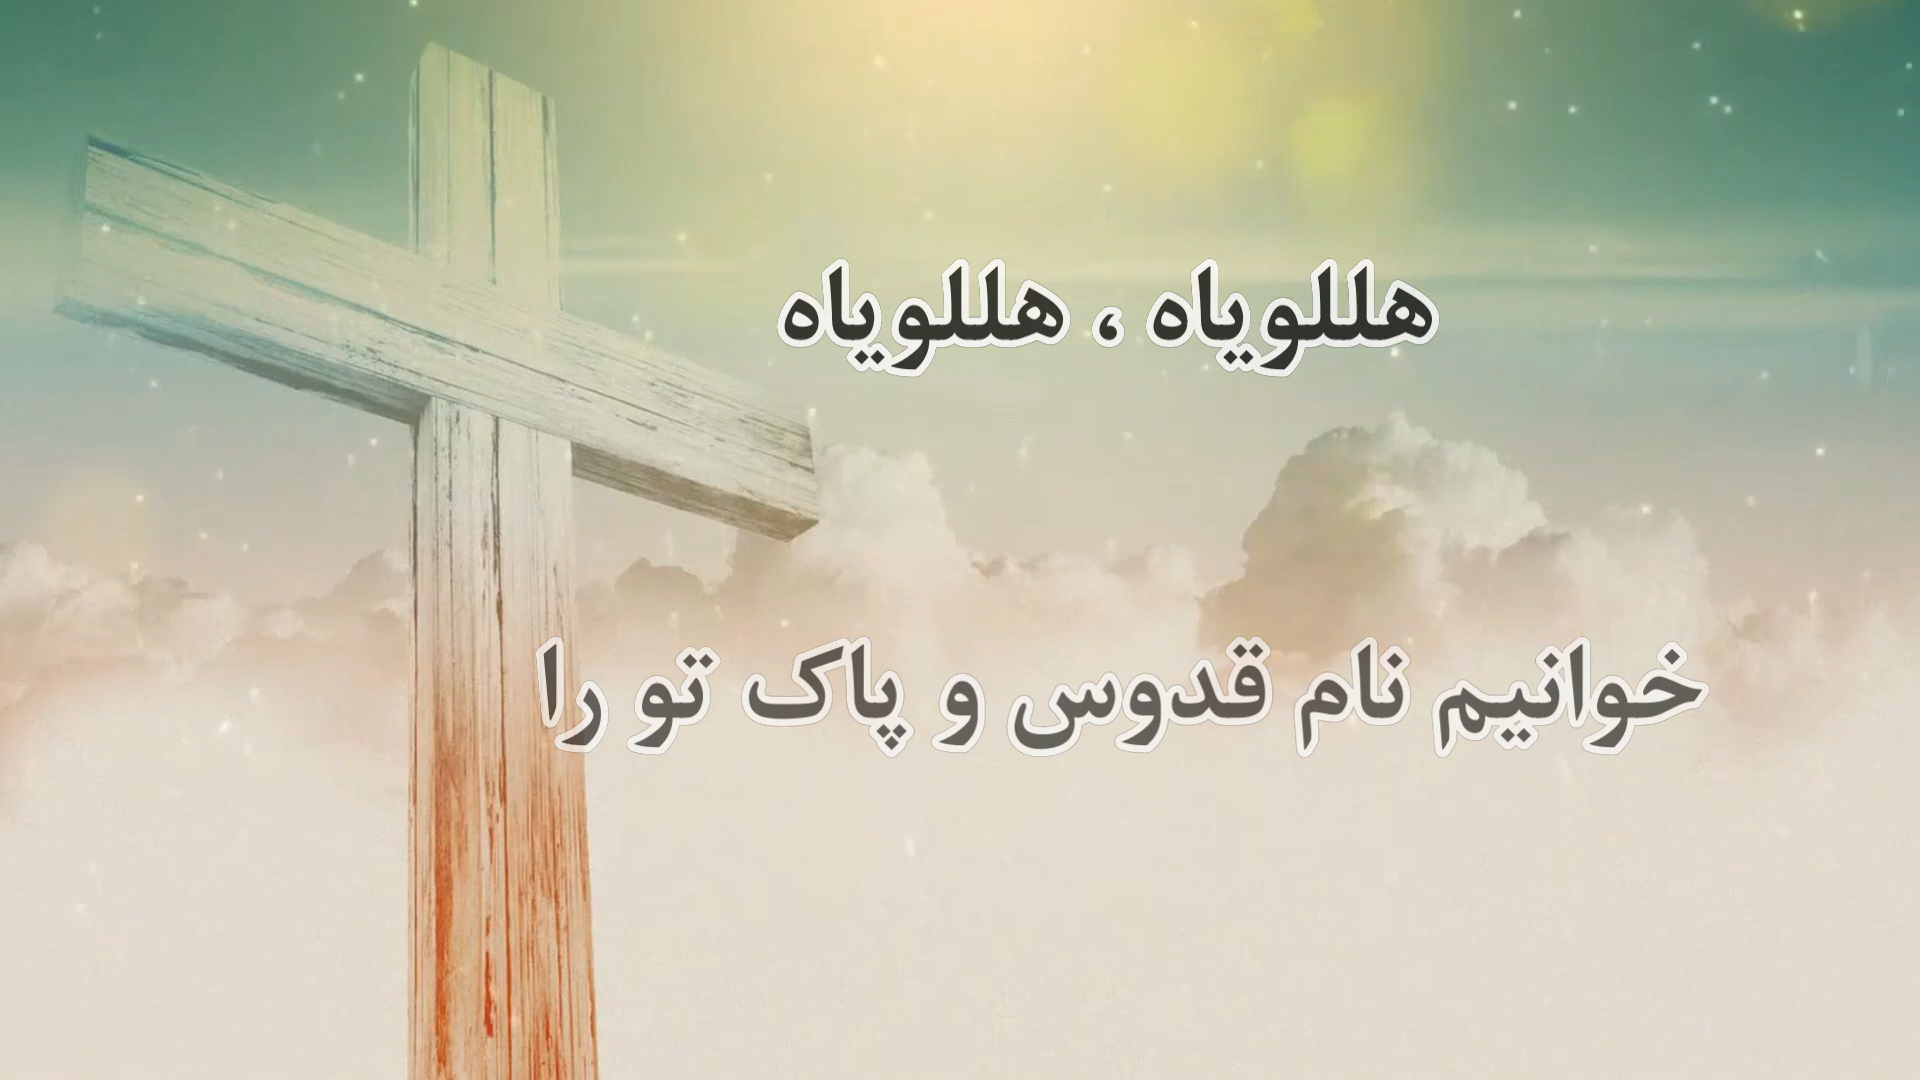 هللویاه ، هللویاه
خوانیم نام قدوس و پاک تو را